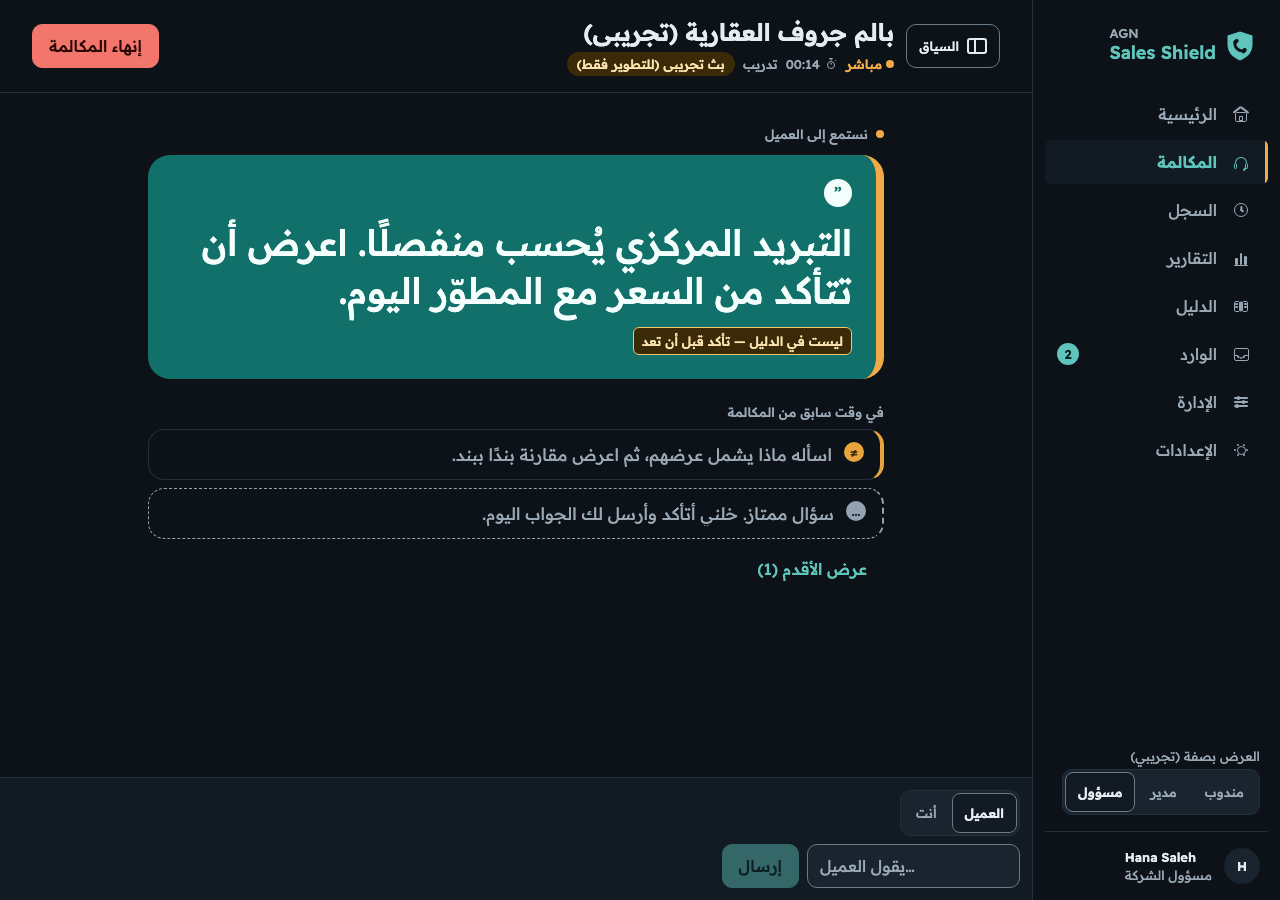 AGN
Sales Shield
الرئيسية
المكالمة
السجل
التقارير
الدليل
الوارد
2
الإدارة
الإعدادات
العرض بصفة (تجريبي)
مندوب
مدير
مسؤول
H
Hana Saleh
مسؤول الشركة
السياق
بالم جروف العقارية (تجريبي)
مباشر
00:14
تدريب
بث تجريبي (للتطوير فقط)
إنهاء المكالمة
نستمع إلى العميل
”
التبريد المركزي يُحسب منفصلًا. اعرض أن
تتأكد من السعر مع المطوّر اليوم.
ليست في الدليل — تأكد قبل أن تعد
في وقت سابق من المكالمة
≠ اسأله ماذا يشمل عرضهم، ثم اعرض مقارنة بندًا ببند.
… سؤال ممتاز. خلني أتأكد وأرسل لك الجواب اليوم.
عرض الأقدم (1)
العميل
أنت
يقول العميل…
إرسال